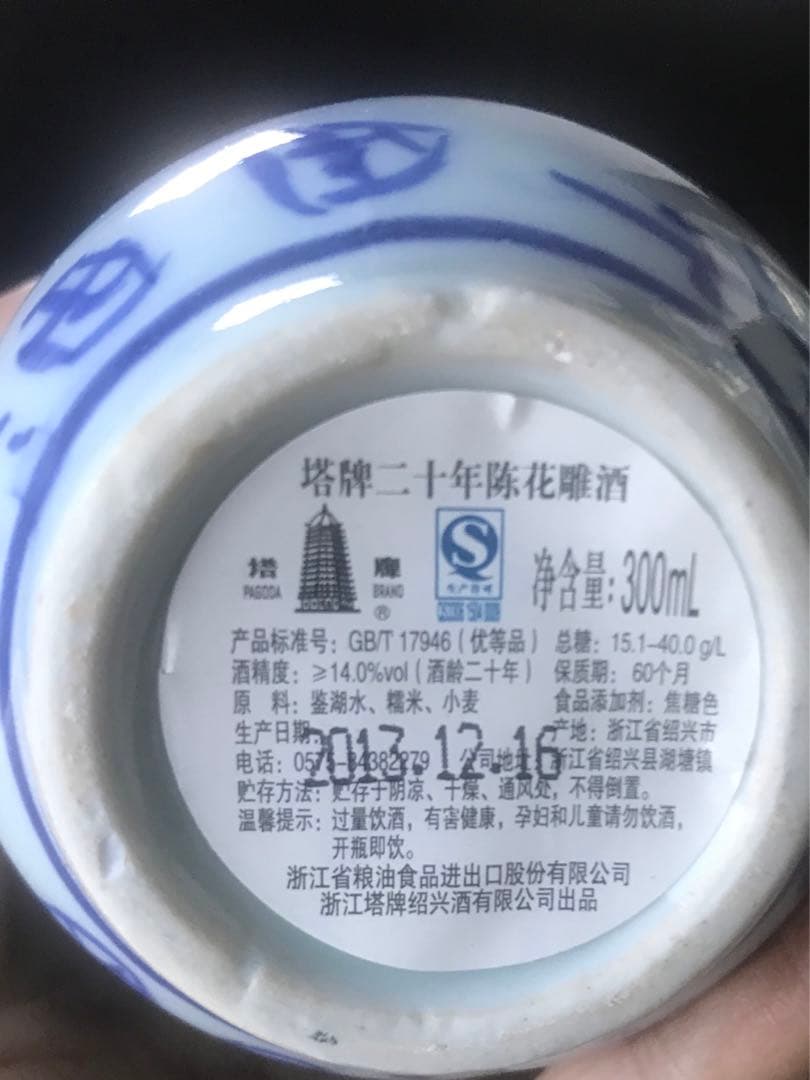 塔牌二十年陈花雕酒
塔 牌
PAGODA BRAND ®
净含量: 300mL
产品标准号: GB/T 17946 (优等品) 总糖: 15.1-40.0 g/L
酒精度: ≥14.0%vol (酒龄二十年) 保质期: 60个月
原 料: 鉴湖水、糯米、小麦 食品添加剂: 焦糖色
生产日期: 产地: 浙江省绍兴市
2013.12.16
电话: 公司地址: 浙江省绍兴县湖塘镇
贮存方法: 贮存于阴凉、干燥、通风处, 不得倒置。
温馨提示: 过量饮酒, 有害健康, 孕妇和儿童请勿饮酒,
开瓶即饮。
浙江省粮油食品进出口股份有限公司
浙江塔牌绍兴酒有限公司出品